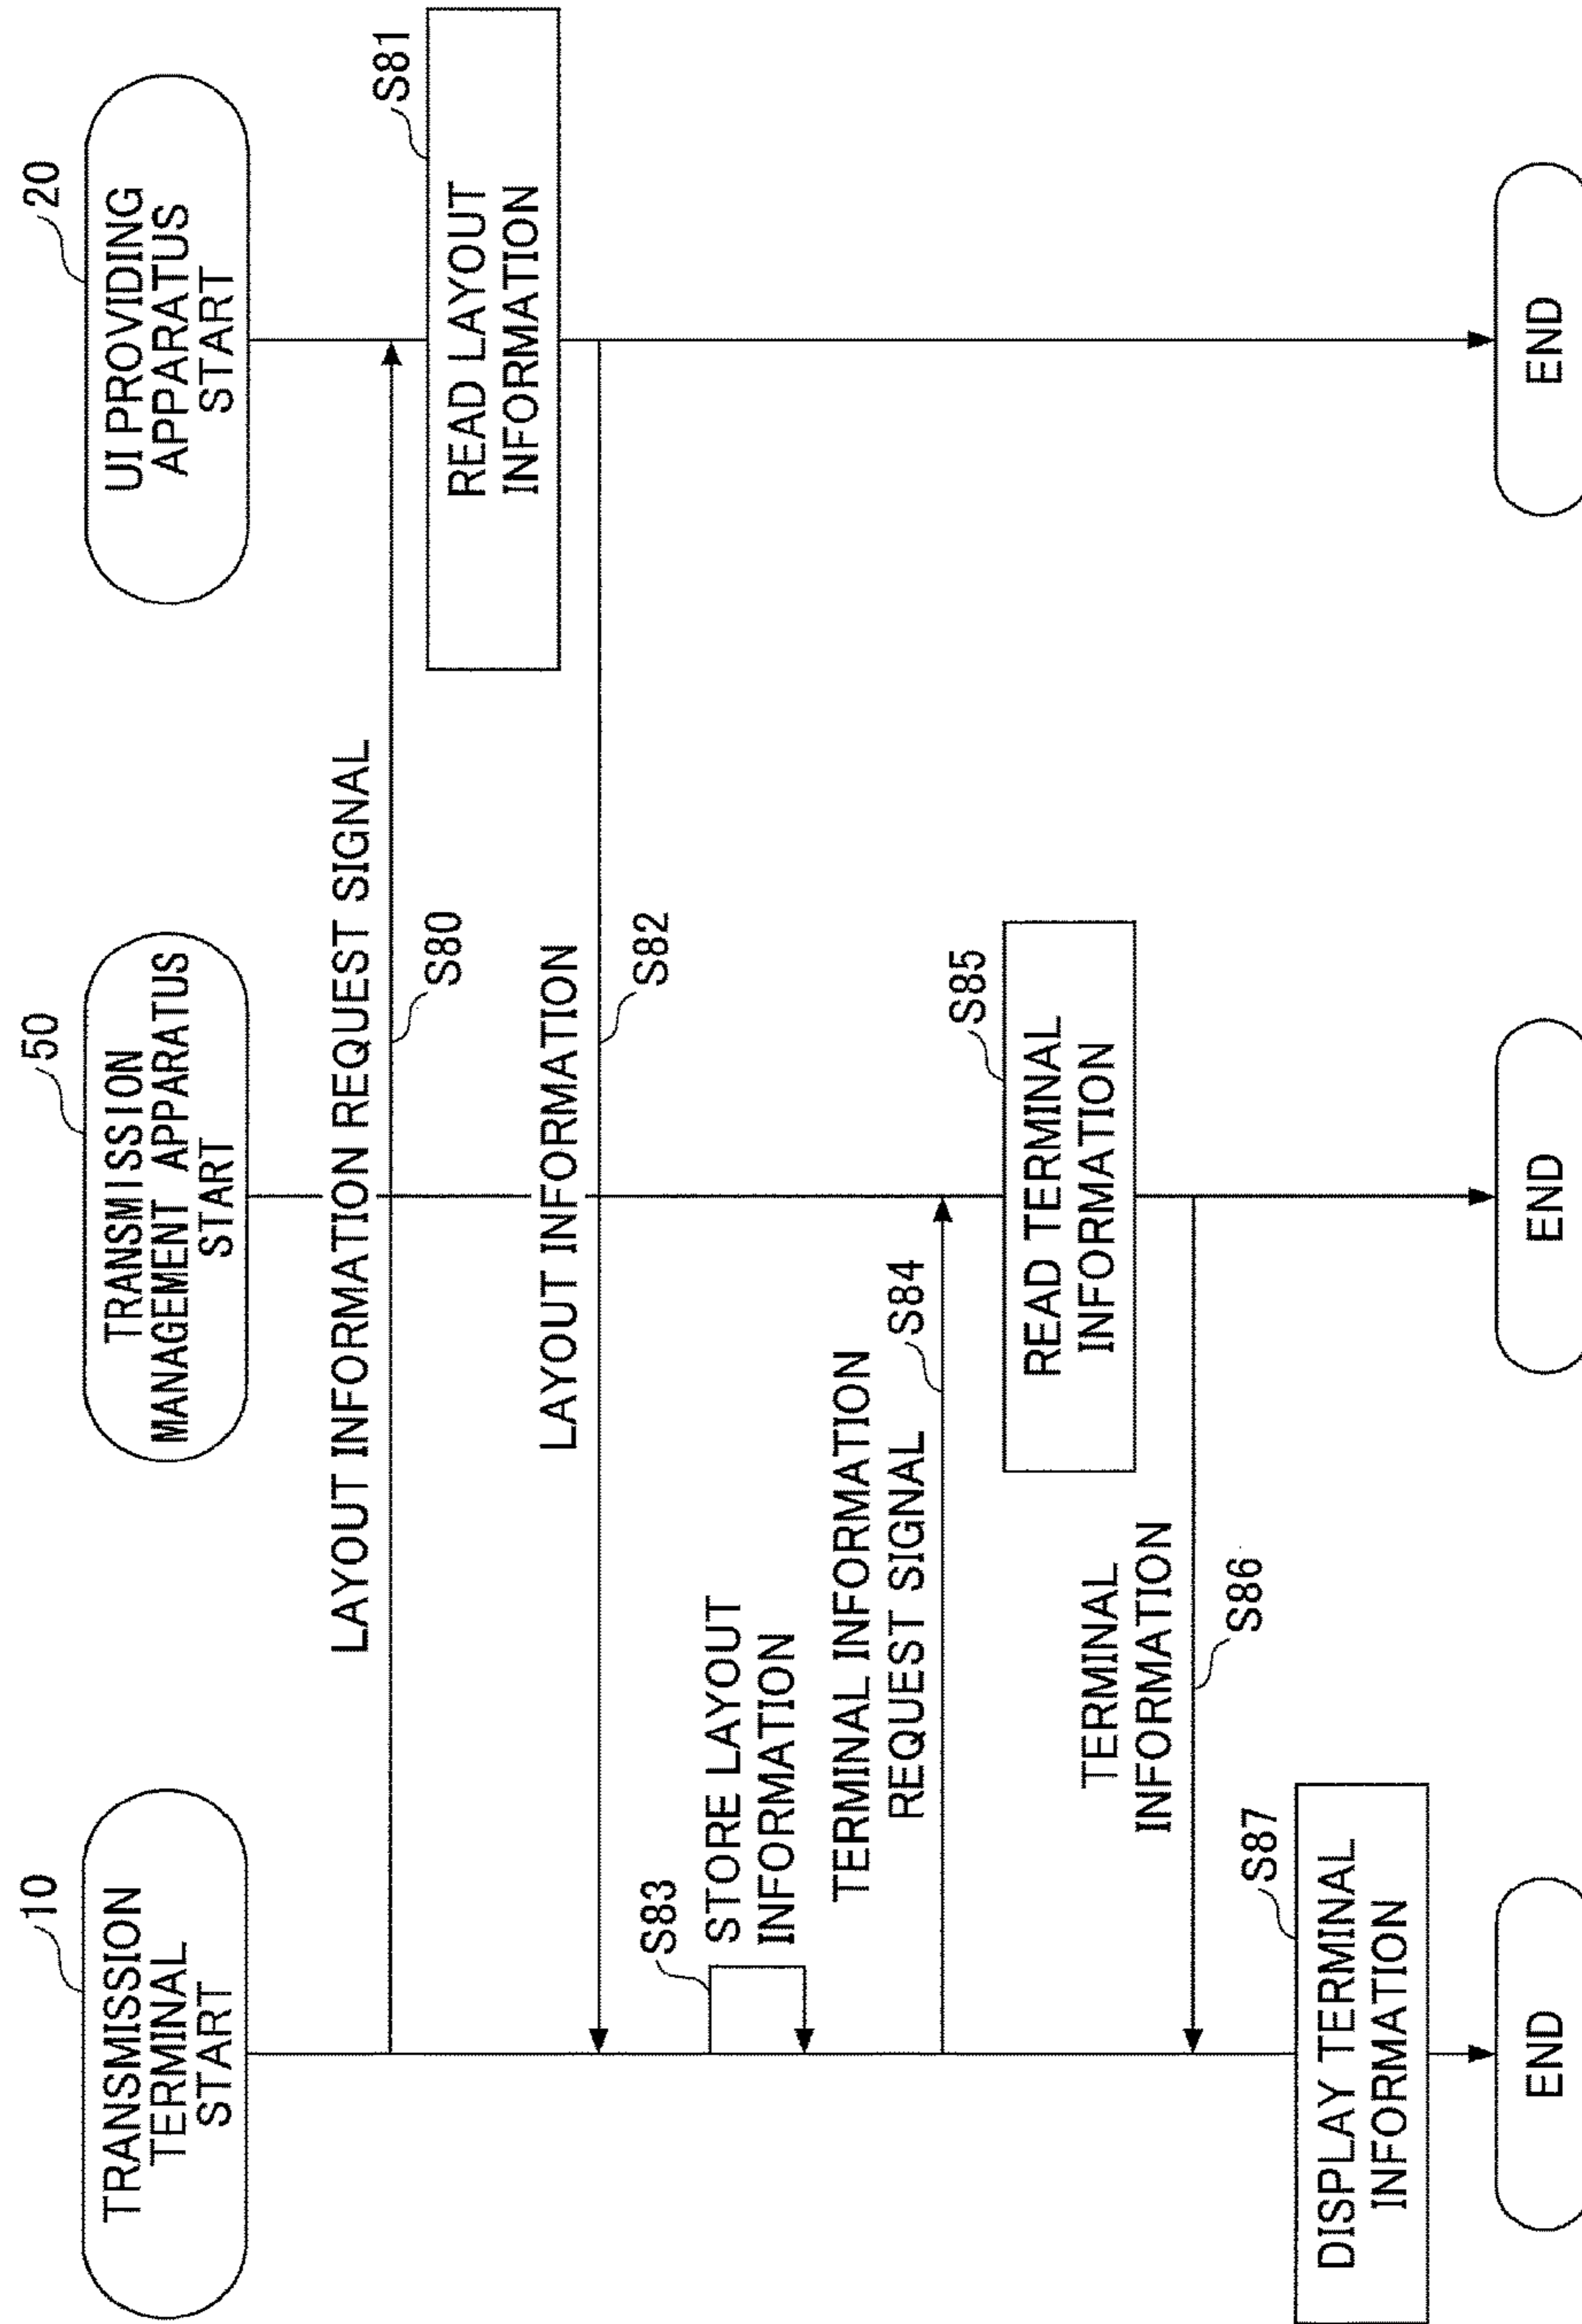 10
TRANSMISSION
TERMINAL
START
50
TRANSMISSION
MANAGEMENT APPARATUS
START
20
UI PROVIDING
APPARATUS
START
LAYOUT INFORMATION REQUEST SIGNAL
S80
S81
READ LAYOUT
INFORMATION
LAYOUT INFORMATION
S82
S83
STORE LAYOUT
INFORMATION
TERMINAL INFORMATION
REQUEST SIGNAL
S84
S85
READ TERMINAL
INFORMATION
TERMINAL
INFORMATION
S86
S87
DISPLAY TERMINAL
INFORMATION
END
END
END